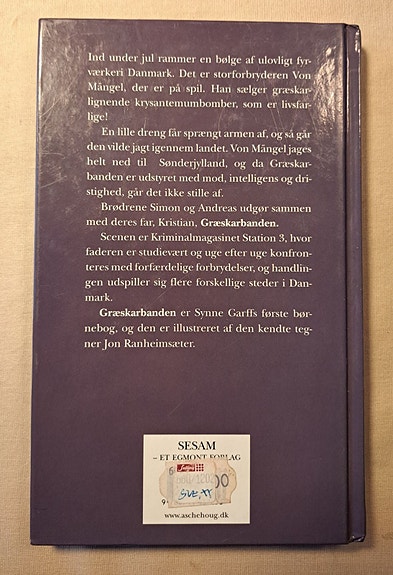 Ind under jul rammer en bølge af ulovligt fyr-
værkeri Danmark. Det er storforbryderen Von
Mångel, der er på spil. Han sælger græskar-
lignende krysantemumbomber, som er livsfar-
lige!
En lille dreng får sprængt armen af, og så går
den vilde jagt igennem landet. Von Mångel jages
helt ned til Sønderjylland, og da Græskar-
banden er udstyret med mod, intelligens og dri-
stighed, går det ikke stille af.
Brødrene Simon og Andreas udgør sammen
med deres far, Kristian, Græskarbanden.
Scenen er Kriminalmagasinet Station 3, hvor
faderen er studievært og uge efter uge konfron-
teres med forfærdelige forbrydelser, og handlin-
gen udspiller sig flere forskellige steder i Dan-
mark.
Græskarbanden er Synne Garffs første bør-
nebog, og den er illustreret af den kendte teg-
ner Jon Ranheimsæter.
SESAM
– ET EGMONT FORLAG
www.aschehoug.dk